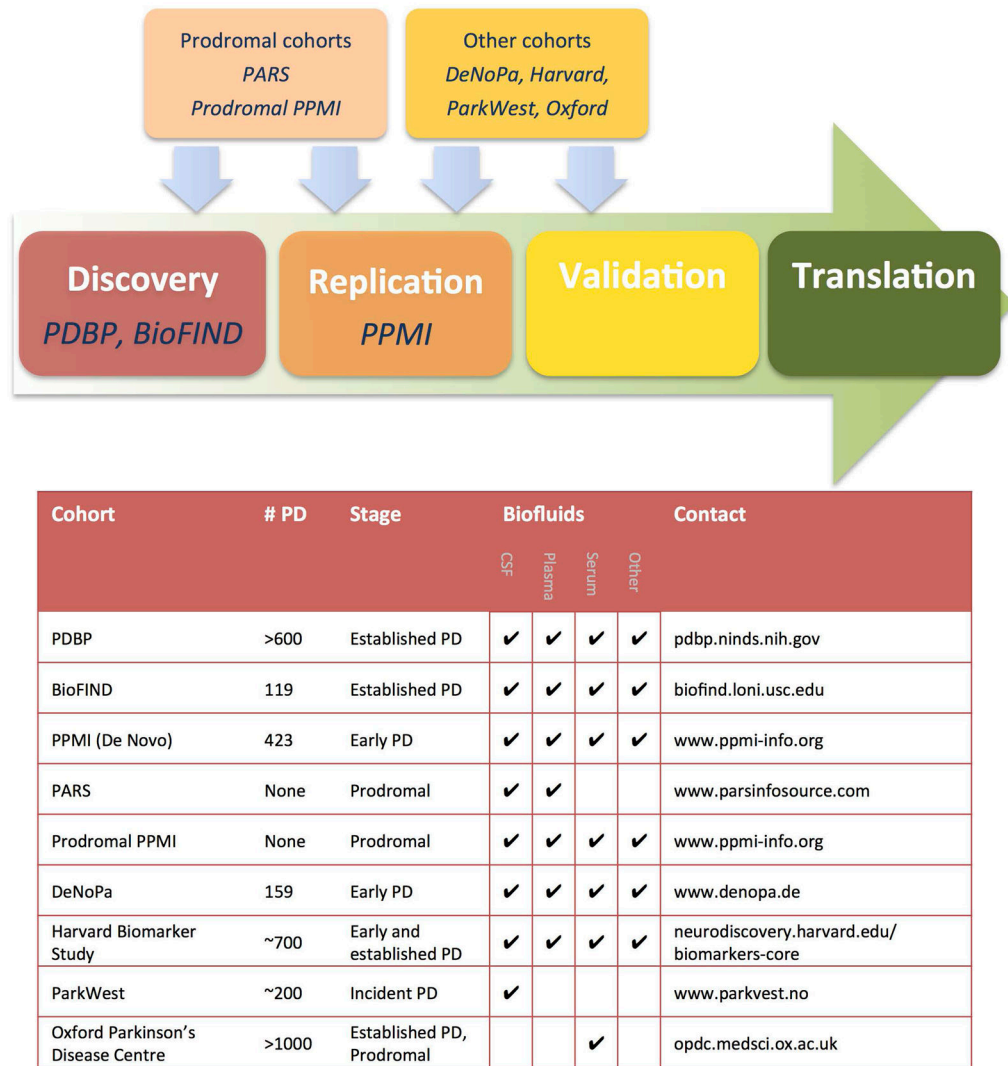 Prodromal cohorts
PARS
Prodromal PPMI
Other cohorts
DeNoPa, Harvard,
ParkWest, Oxford
Discovery
PDBP, BioFIND
Replication
PPMI
Validation
Translation
Cohort # PD Stage Biofluids Contact
CSF Plasma Serum Other
PDBP >600 Established PD ✔ ✔ ✔ ✔ pdbp.ninds.nih.gov
BioFIND 119 Established PD ✔ ✔ ✔ ✔ biofind.loni.usc.edu
PPMI (De Novo) 423 Early PD ✔ ✔ ✔ ✔ www.ppmi-info.org
PARS None Prodromal ✔ ✔ www.parsinfosource.com
Prodromal PPMI None Prodromal ✔ ✔ ✔ ✔ www.ppmi-info.org
DeNoPa 159 Early PD ✔ ✔ ✔ ✔ www.denopa.de
Harvard Biomarker
Study
~700
Early and
established PD
✔ ✔ ✔ ✔
neurodiscovery.harvard.edu/
biomarkers-core
ParkWest ~200 Incident PD ✔ www.parkvest.no
Oxford Parkinson's
Disease Centre
>1000
Established PD,
Prodromal
✔
opdc.medsci.ox.ac.uk